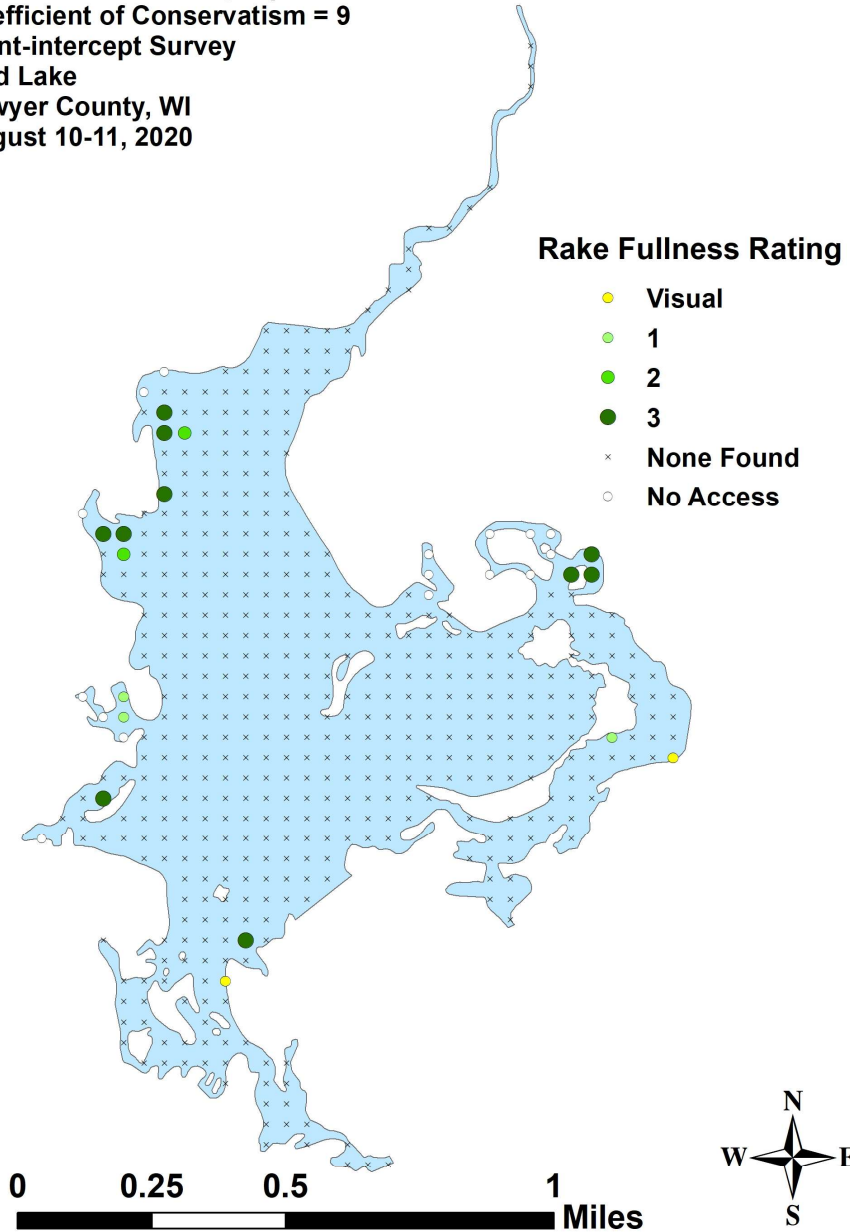 efficient of Conservatism = 9
nt-intercept Survey
d Lake
wyer County, WI
gust 10-11, 2020
Rake Fullness Rating
Visual
1
2
3
None Found
No Access
N
W E
S
0 0.25 0.5 1
Miles